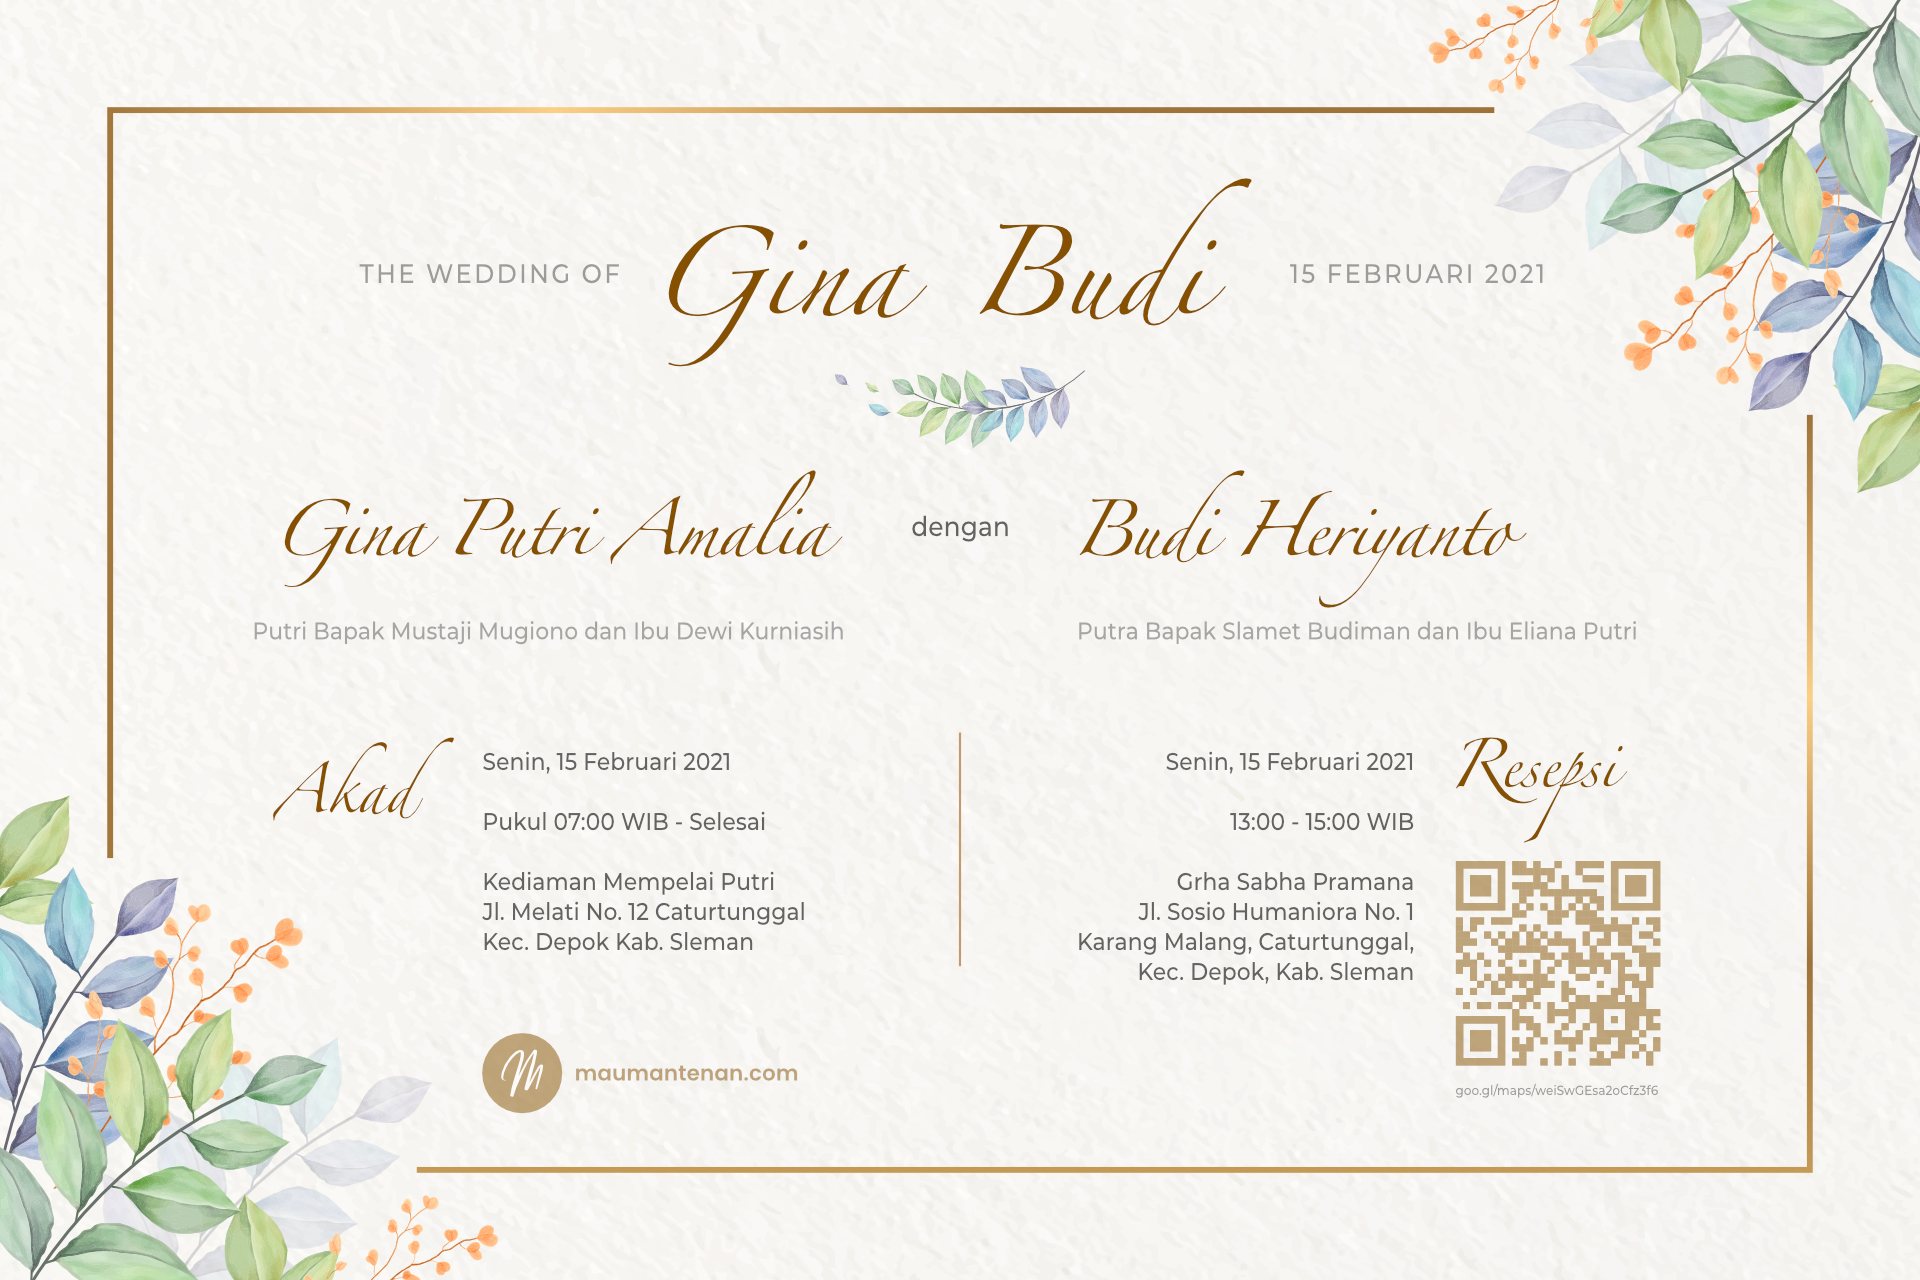 THE WEDDING OF
Gina Budi
15 FEBRUARI 2021
Gina Putri Amalia
dengan
Budi Heriyanto
Putri Bapak Mustaji Mugiono dan Ibu Dewi Kurniasih
Putra Bapak Slamet Budiman dan Ibu Eliana Putri
Akad
Senin, 15 Februari 2021
Pukul 07:00 WIB - Selesai
Kediaman Mempelai Putri
Jl. Melati No. 12 Caturtunggal
Kec. Depok Kab. Sleman
Resepsi
Senin, 15 Februari 2021
13:00 - 15:00 WIB
Grha Sabha Pramana
Jl. Sosio Humaniora No. 1
Karang Malang, Caturtunggal,
Kec. Depok, Kab. Sleman
goo.gl/maps/weiSwGEsa2oCfz3f6
M
maumantenan.com